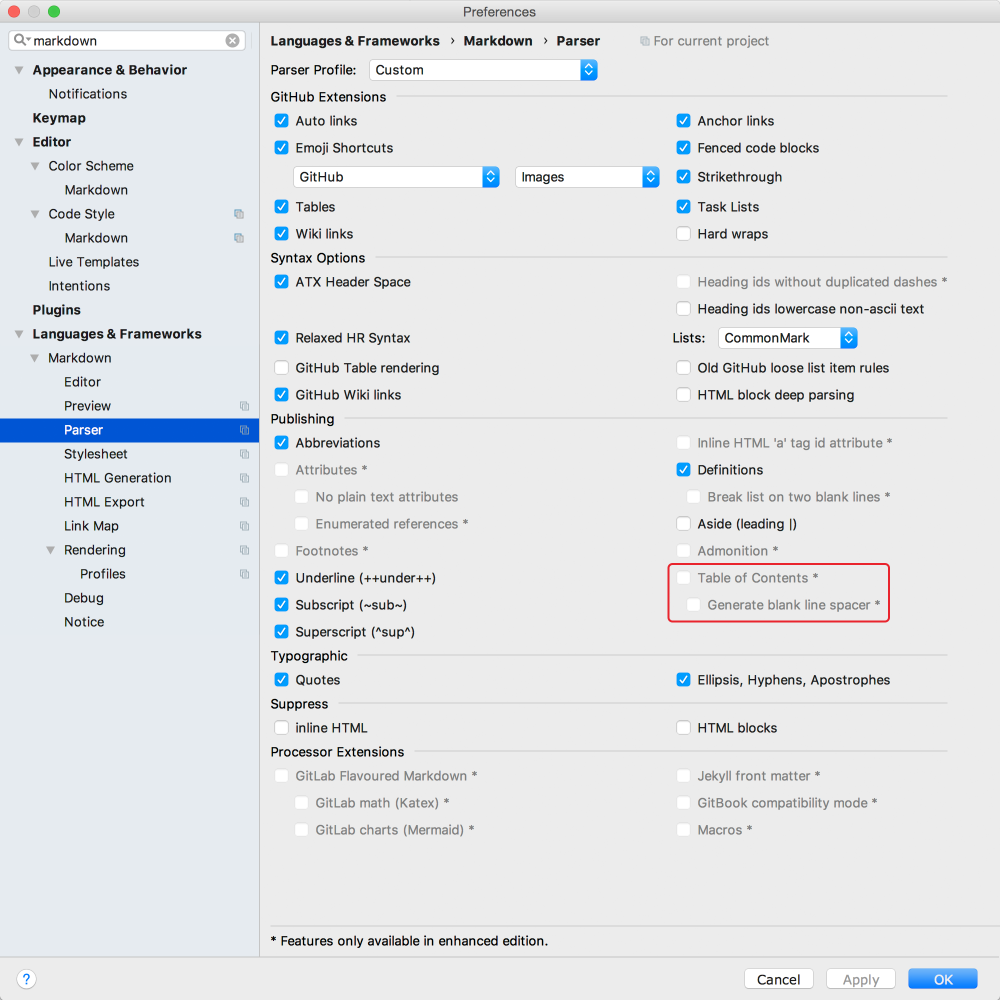 Preferences
markdown
Appearance & Behavior
Notifications
Keymap
Editor
Color Scheme
Markdown
Code Style
Markdown
Live Templates
Intentions
Plugins
Languages & Frameworks
Markdown
Editor
Preview
Parser
Stylesheet
HTML Generation
HTML Export
Link Map
Rendering
Profiles
Debug
Notice
?
Languages & Frameworks › Markdown › Parser For current project
Parser Profile: Custom
GitHub Extensions
Auto links Anchor links
Emoji Shortcuts Fenced code blocks
GitHub Images Strikethrough
Tables Task Lists
Wiki links Hard wraps
Syntax Options
ATX Header Space Heading ids without duplicated dashes *
Heading ids lowercase non-ascii text
Relaxed HR Syntax Lists: CommonMark
GitHub Table rendering Old GitHub loose list item rules
GitHub Wiki links HTML block deep parsing
Publishing
Abbreviations Inline HTML 'a' tag id attribute *
Attributes * Definitions
No plain text attributes Break list on two blank lines *
Enumerated references * Aside (leading |)
Footnotes * Admonition *
Underline (++under++) Table of Contents *
Subscript (~sub~) Generate blank line spacer *
Superscript (^sup^)
Typographic
Quotes Ellipsis, Hyphens, Apostrophes
Suppress
inline HTML HTML blocks
Processor Extensions
GitLab Flavoured Markdown * Jekyll front matter *
GitLab math (Katex) * GitBook compatibility mode *
GitLab charts (Mermaid) * Macros *
* Features only available in enhanced edition.
Cancel Apply OK